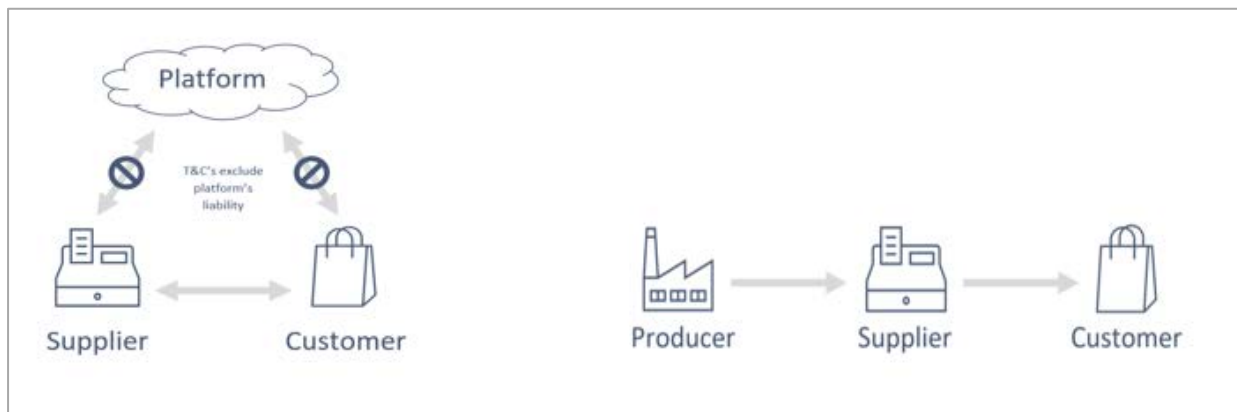 Platform
T&C's exclude
platform's
liability
Supplier
Customer
Producer
Supplier
Customer